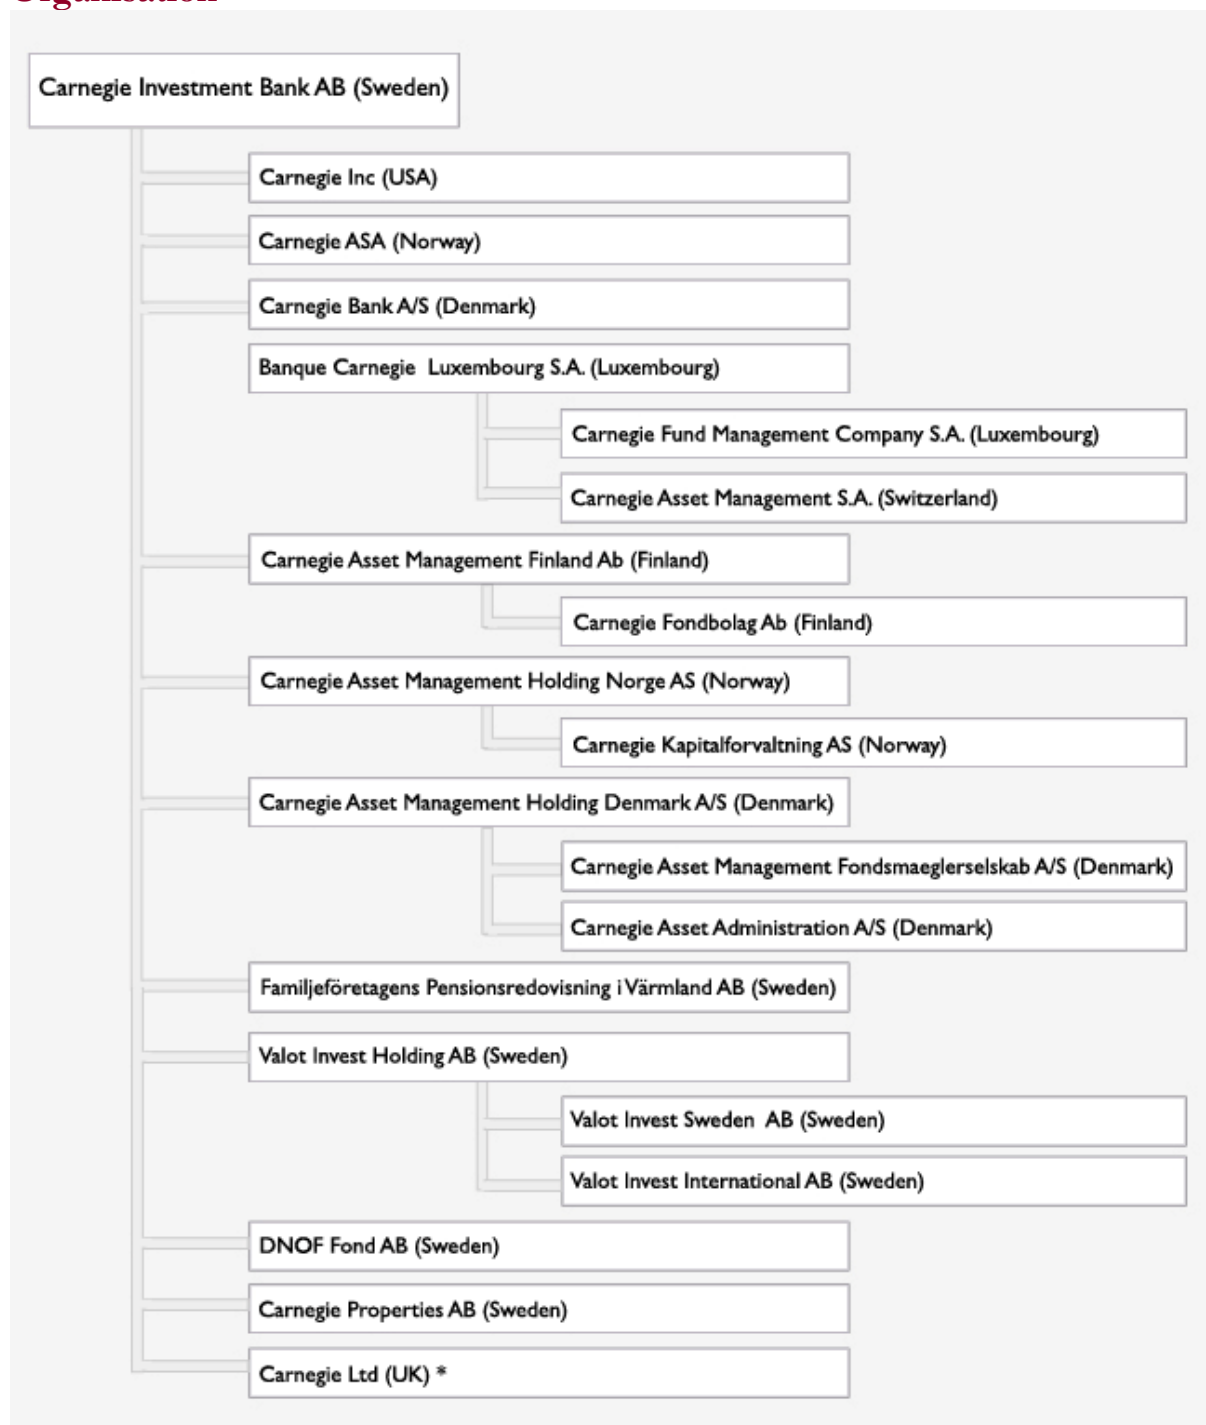 Organisation
Carnegie Investment Bank AB (Sweden)
Carnegie Inc (USA)
Carnegie ASA (Norway)
Carnegie Bank A/S (Denmark)
Banque Carnegie Luxembourg S.A. (Luxembourg)
Carnegie Fund Management Company S.A. (Luxembourg)
Carnegie Asset Management S.A. (Switzerland)
Carnegie Asset Management Finland Ab (Finland)
Carnegie Fondbolag Ab (Finland)
Carnegie Asset Management Holding Norge AS (Norway)
Carnegie Kapitalforvaltning AS (Norway)
Carnegie Asset Management Holding Denmark A/S (Denmark)
Carnegie Asset Management Fondsmaeglerselskab A/S (Denmark)
Carnegie Asset Administration A/S (Denmark)
Familjeföretagens Pensionsredovisning i Värmland AB (Sweden)
Valot Invest Holding AB (Sweden)
Valot Invest Sweden AB (Sweden)
Valot Invest International AB (Sweden)
DNOF Fond AB (Sweden)
Carnegie Properties AB (Sweden)
Carnegie Ltd (UK) *